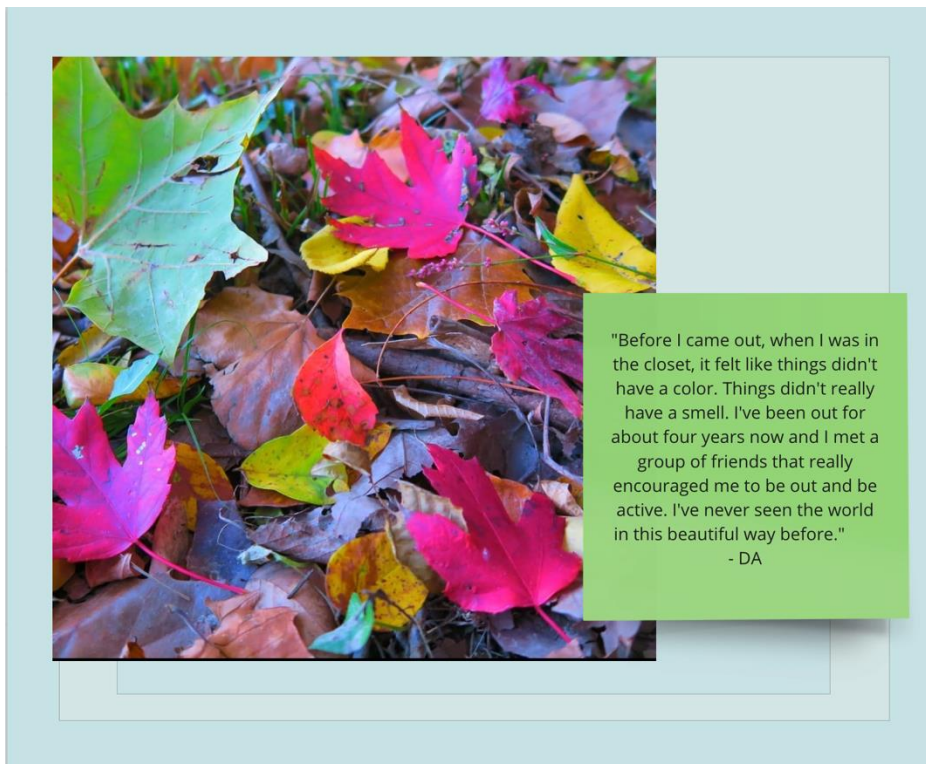 "Before I came out, when I was in
the closet, it felt like things didn't
have a color. Things didn't really
have a smell. I've been out for
about four years now and I met a
group of friends that really
encouraged me to be out and be
active. I've never seen the world
in this beautiful way before."
- DA